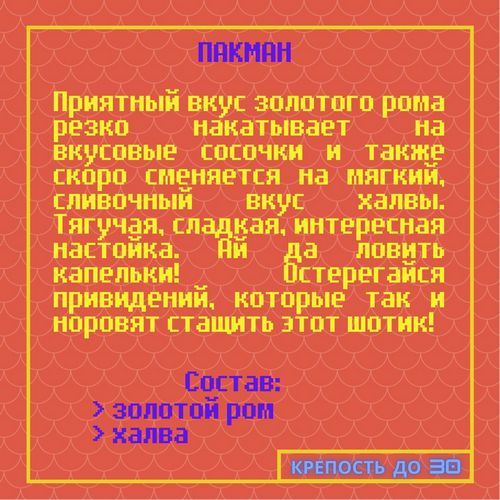 ПАКМАН
Приятный вкус золотого рома
резко накатывает на
вкусовые сосочки и также
скоро сменяется на мягкий,
сливочный вкус халвы.
Тягучая, сладкая, интересная
настойка. Ай да ловить
капельки! Остерегайся
привидений, которые так и
норовят стащить этот шотик!
Состав:
> золотой ром
> халва
КРЕПОСТЬ ДО 30